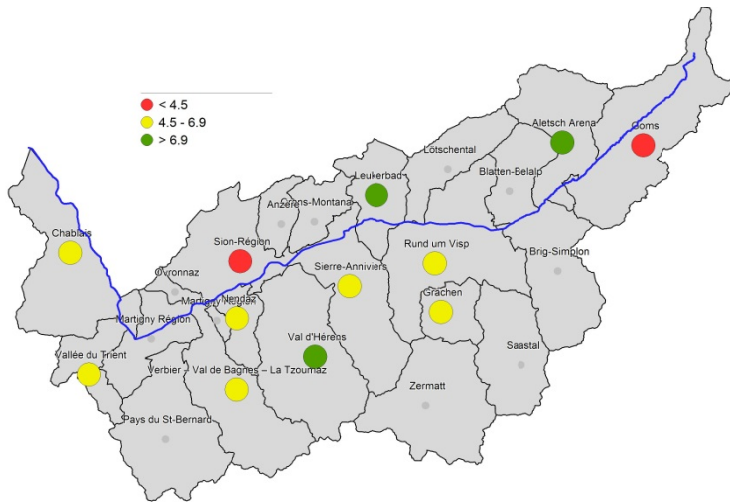 < 4.5
4.5 - 6.9
> 6.9
Aletsch Arena
Goms
Lötschental
Leukerbad
Blatten-Belalp
Crans-Montana
Anzère
Chablais
Sion-Région
Rund um Visp
Brig-Simplon
Sierre-Anniviers
Ovronnaz
Grächen
Nendaz
Martigny Région
Martigny Région
Val d'Hérens
Saastal
Vallée du Trient
Verbier – Val de Bagnes – La Tzoumaz
Zermatt
Pays du St-Bernard